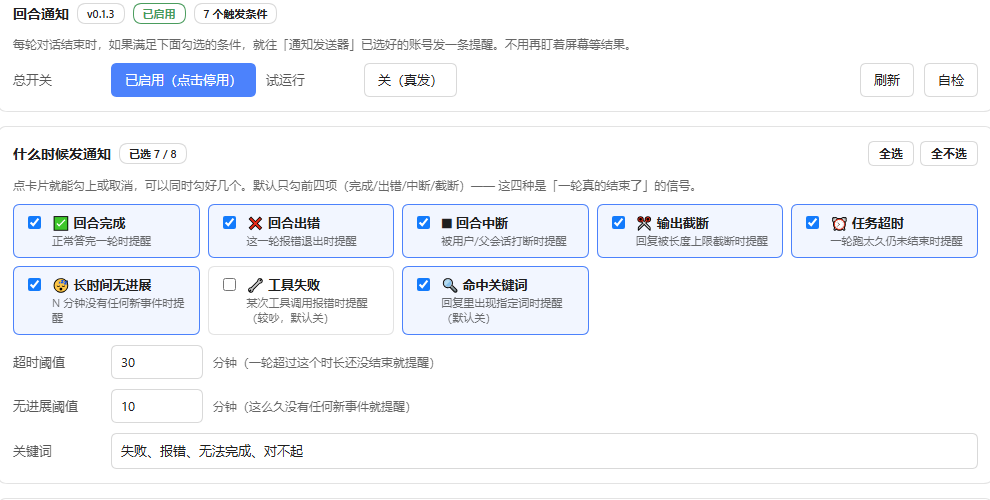 回合通知 v0.1.3 已启用 7 个触发条件
每轮对话结束时，如果满足下面勾选的条件，就往「通知发送器」已选好的账号发一条提醒。不用再盯着屏幕等结果。
总开关 已启用（点击停用） 试运行 关（真发） 刷新 自检
什么时候发通知 已选 7 / 8 全选 全不选
点卡片就能勾上或取消，可以同时勾好几个。默认只勾前四项（完成/出错/中断/截断）—— 这四种是「一轮真的结束了」的信号。
回合完成
正常答完一轮时提醒
回合出错
这一轮报错退出时提醒
回合中断
被用户/父会话打断时提醒
输出截断
回复被长度上限截断时提醒
任务超时
一轮跑太久仍未结束时提醒
长时间无进展
N 分钟没有任何新事件时提
醒
工具失败
某次工具调用报错时提醒
（较吵，默认关）
命中关键词
回复里出现指定词时提醒
（默认关）
超时阈值 30 分钟（一轮超过这个时长还没结束就提醒）
无进展阈值 10 分钟（这么久没有任何新事件就提醒）
关键词 失败、报错、无法完成、对不起